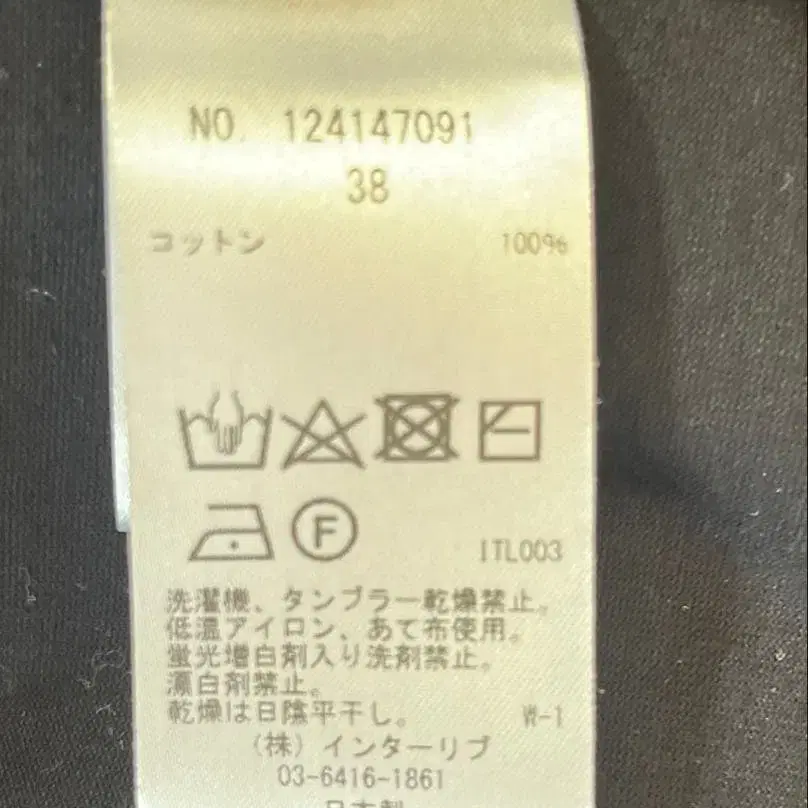 NO. 124147091
38
コットン 100%
F
ITL003
洗濯機、タンブラー乾燥禁止。
低温アイロン、あて布使用。
蛍光増白剤入り洗剤禁止。
漂白剤禁止。
乾燥は日陰平干し。 W-1
(株)インターリブ
03-6416-1861
日本製